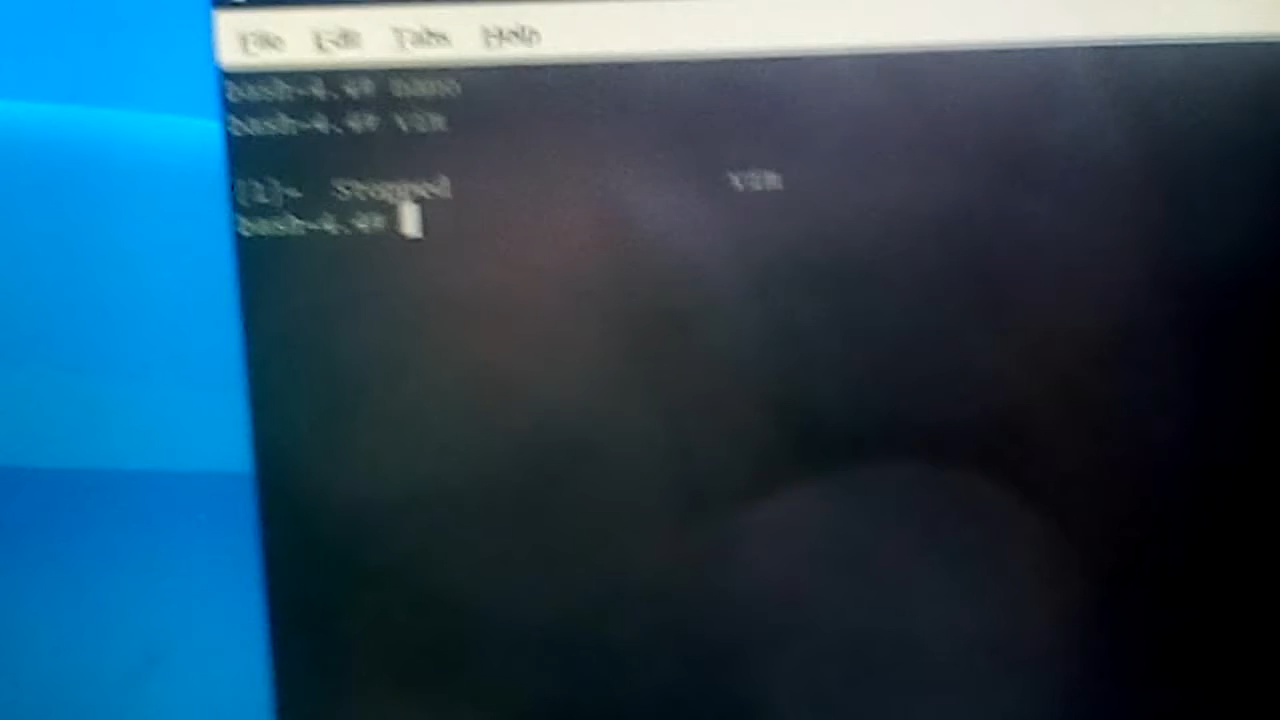 File Edit Tabs Help
bash-4.4# nano
bash-4.4# vim
[1]+ Stopped vim
bash-4.4#